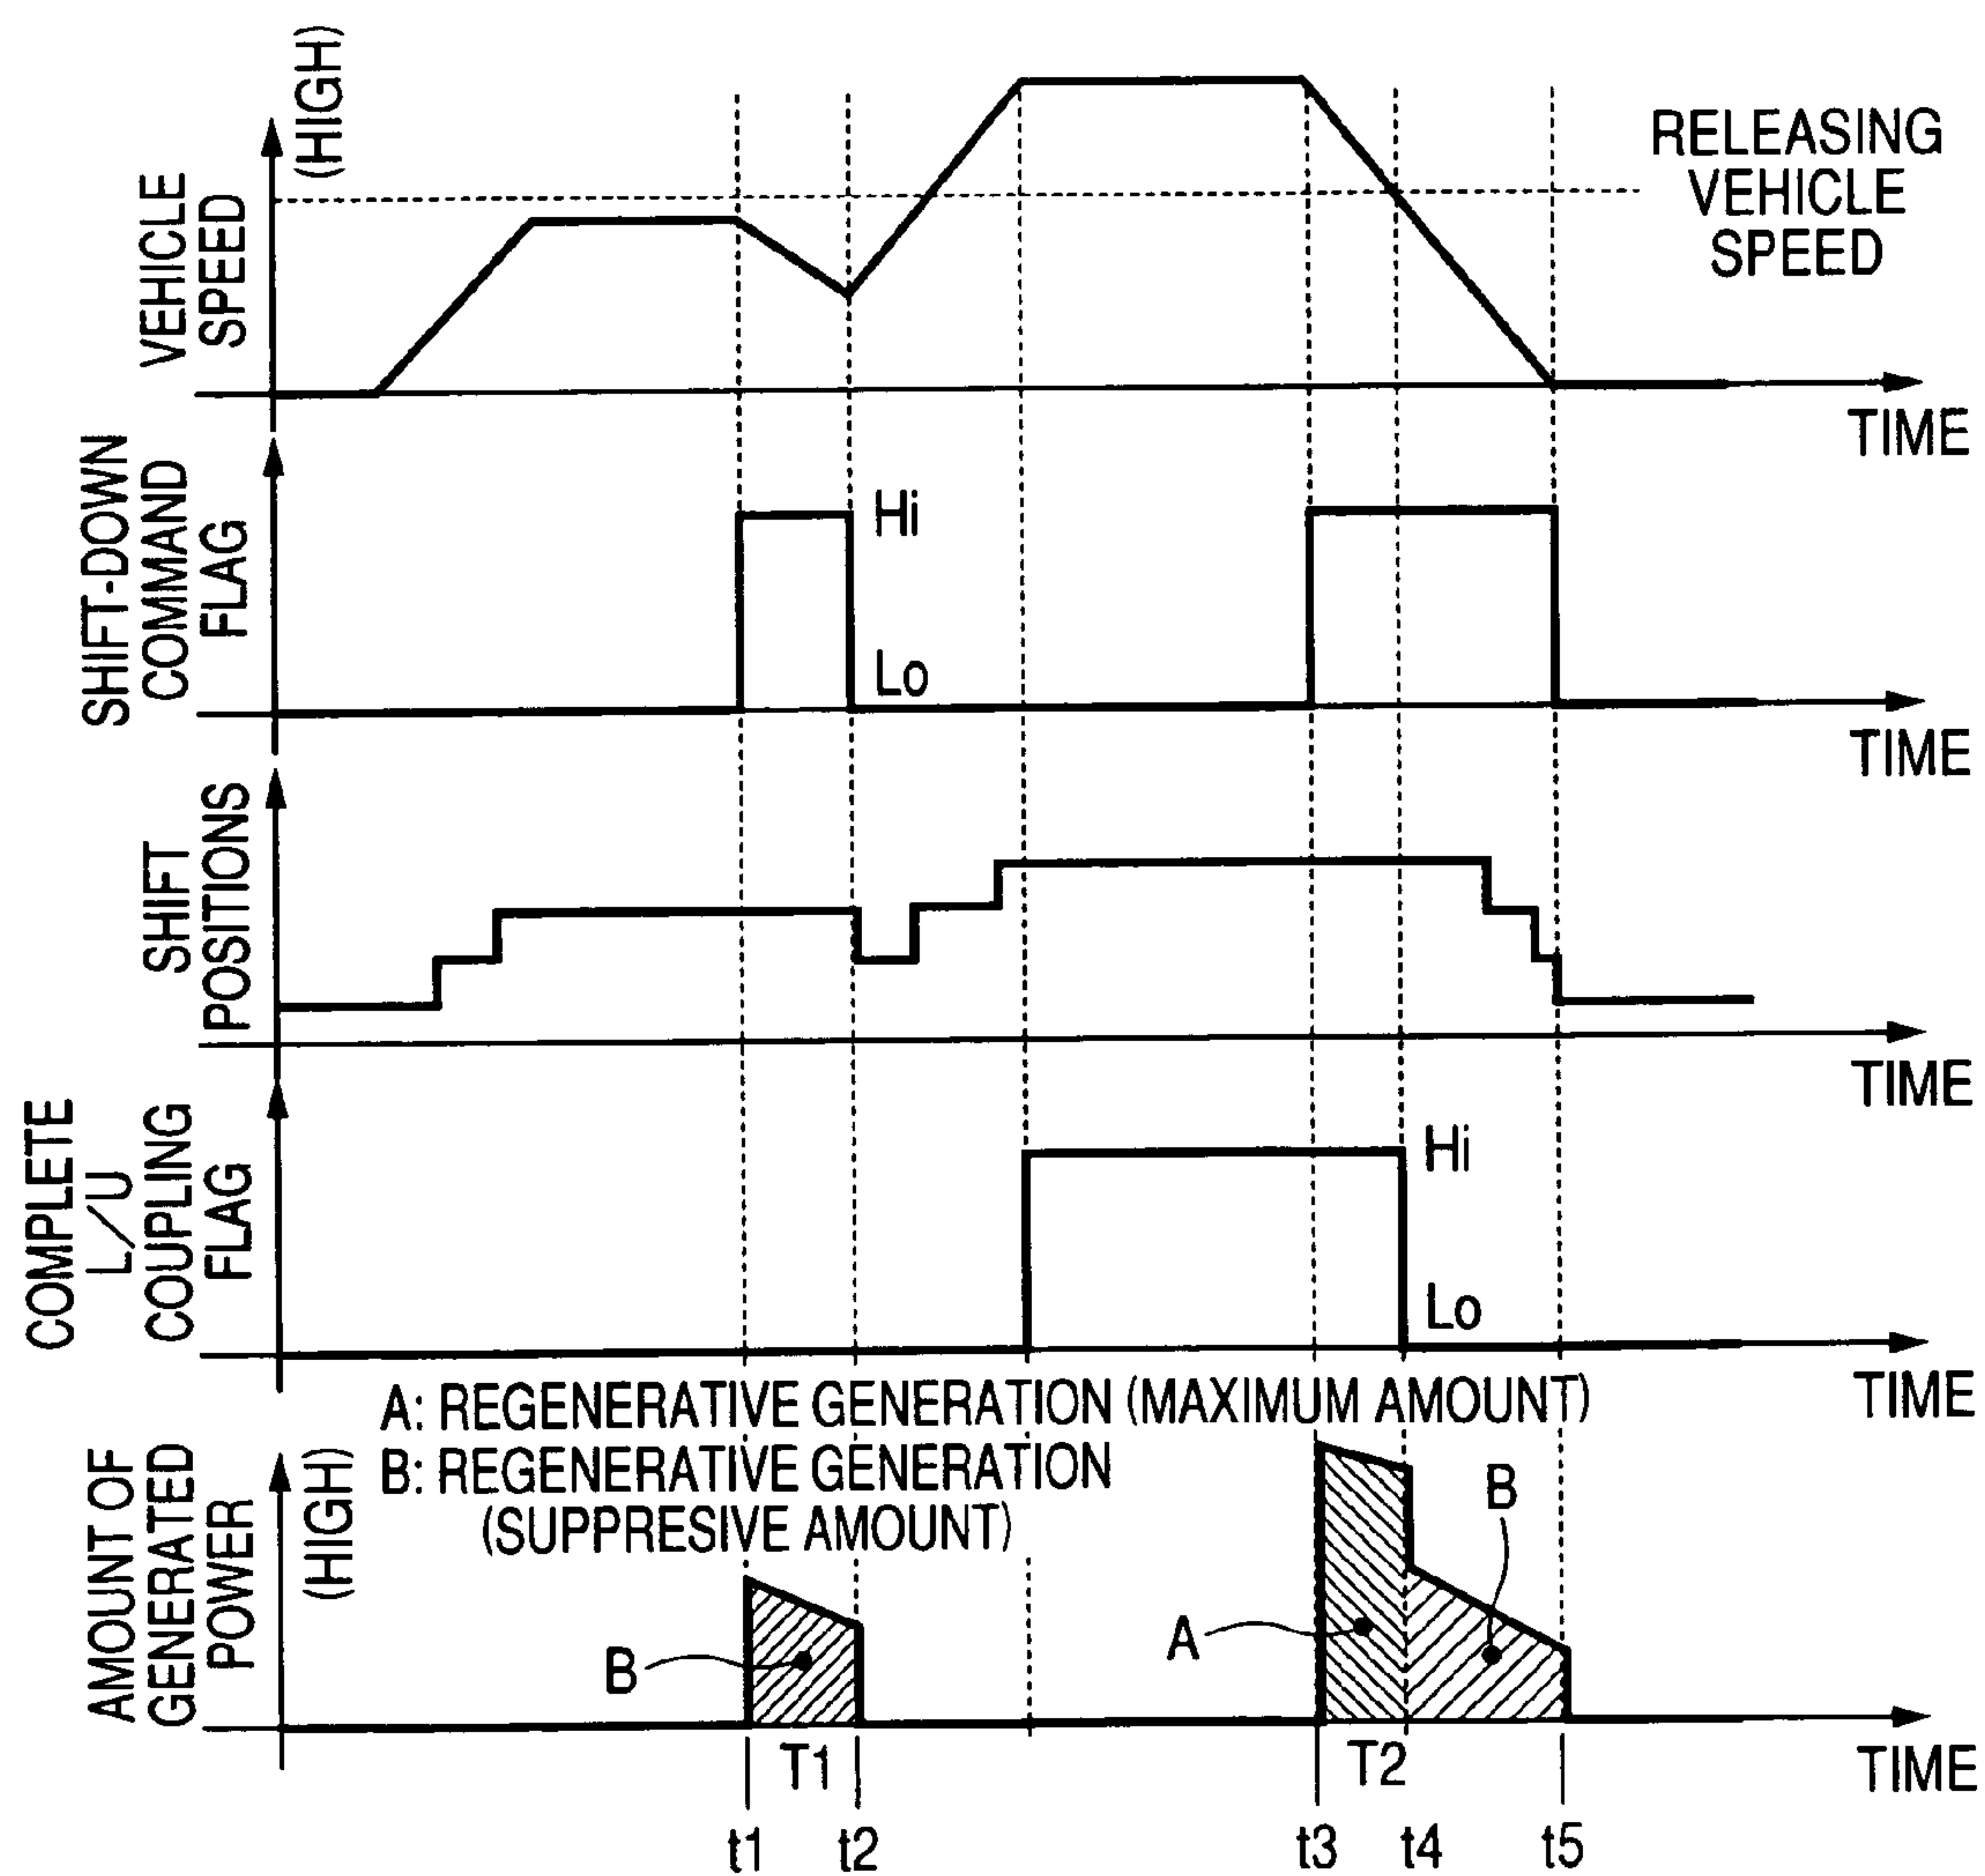 (HIGH)
VEHICLE
SPEED
RELEASING
VEHICLE
SPEED
TIME
SHIFT-DOWN
COMMAND
FLAG
Hi
Lo
TIME
SHIFT
POSITIONS
TIME
COMPLETE
L/U
COUPLING
FLAG
Hi
Lo
TIME
A: REGENERATIVE GENERATION (MAXIMUM AMOUNT)
B: REGENERATIVE GENERATION
(SUPPRESIVE AMOUNT)
AMOUNT OF
GENERATED
POWER
(HIGH)
B
A
B
T1
T2
TIME
t1
t2
t3
t4
t5